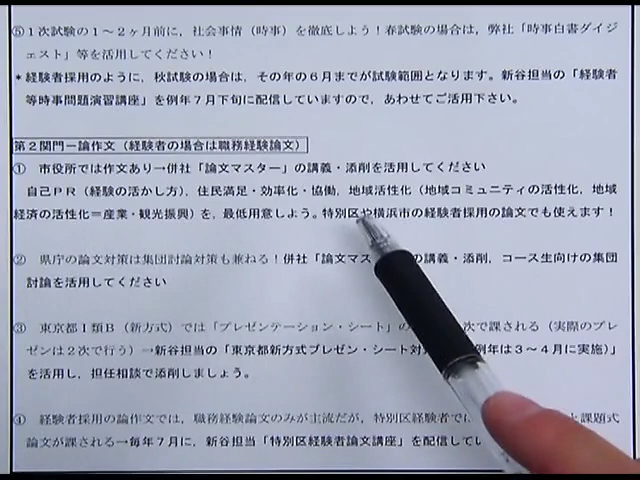 ⑤1次試験の1～2ヶ月前に，社会事情（時事）を徹底しよう！春試験の場合は，弊社「時事白書ダイジ
ェスト」等を活用してください！
*経験者採用のように，秋試験の場合は，その年の6月までが試験範囲となります。新谷担当の「経験者
等時事問題演習講座」を例年7月下旬に配信していますので，あわせてご活用下さい。
第2関門－論作文（経験者の場合は職務経験論文）
① 市役所では作文あり→併社「論文マスター」の講義・添削を活用してください
自己PR（経験の活かし方），住民満足・効率化・協働，地域活性化（地域コミュニティの活性化，地域
経済の活性化＝産業・観光振興）を，最低用意しよう。特別区や横浜市の経験者採用の論文でも使えます！
② 県庁の論文対策は集団討論対策も兼ねる！併社「論文マス の講義・添削，コース生向けの集団
討論を活用してください
③ 東京都Ⅰ類B（新方式）では「プレゼンテーション・シート」の 次で課される（実際のプレ
ゼンは2次で行う）→新谷担当の「東京都新方式プレゼン・シート対 例年は3～4月に実施）」
を活用し，担任相談で添削しましょう。
④ 経験者採用の論作文では，職務経験論文のみが主流だが，特別区経験者では と課題式
論文が課される→毎年7月に，新谷担当「特別区経験者論文講座」を配信してい